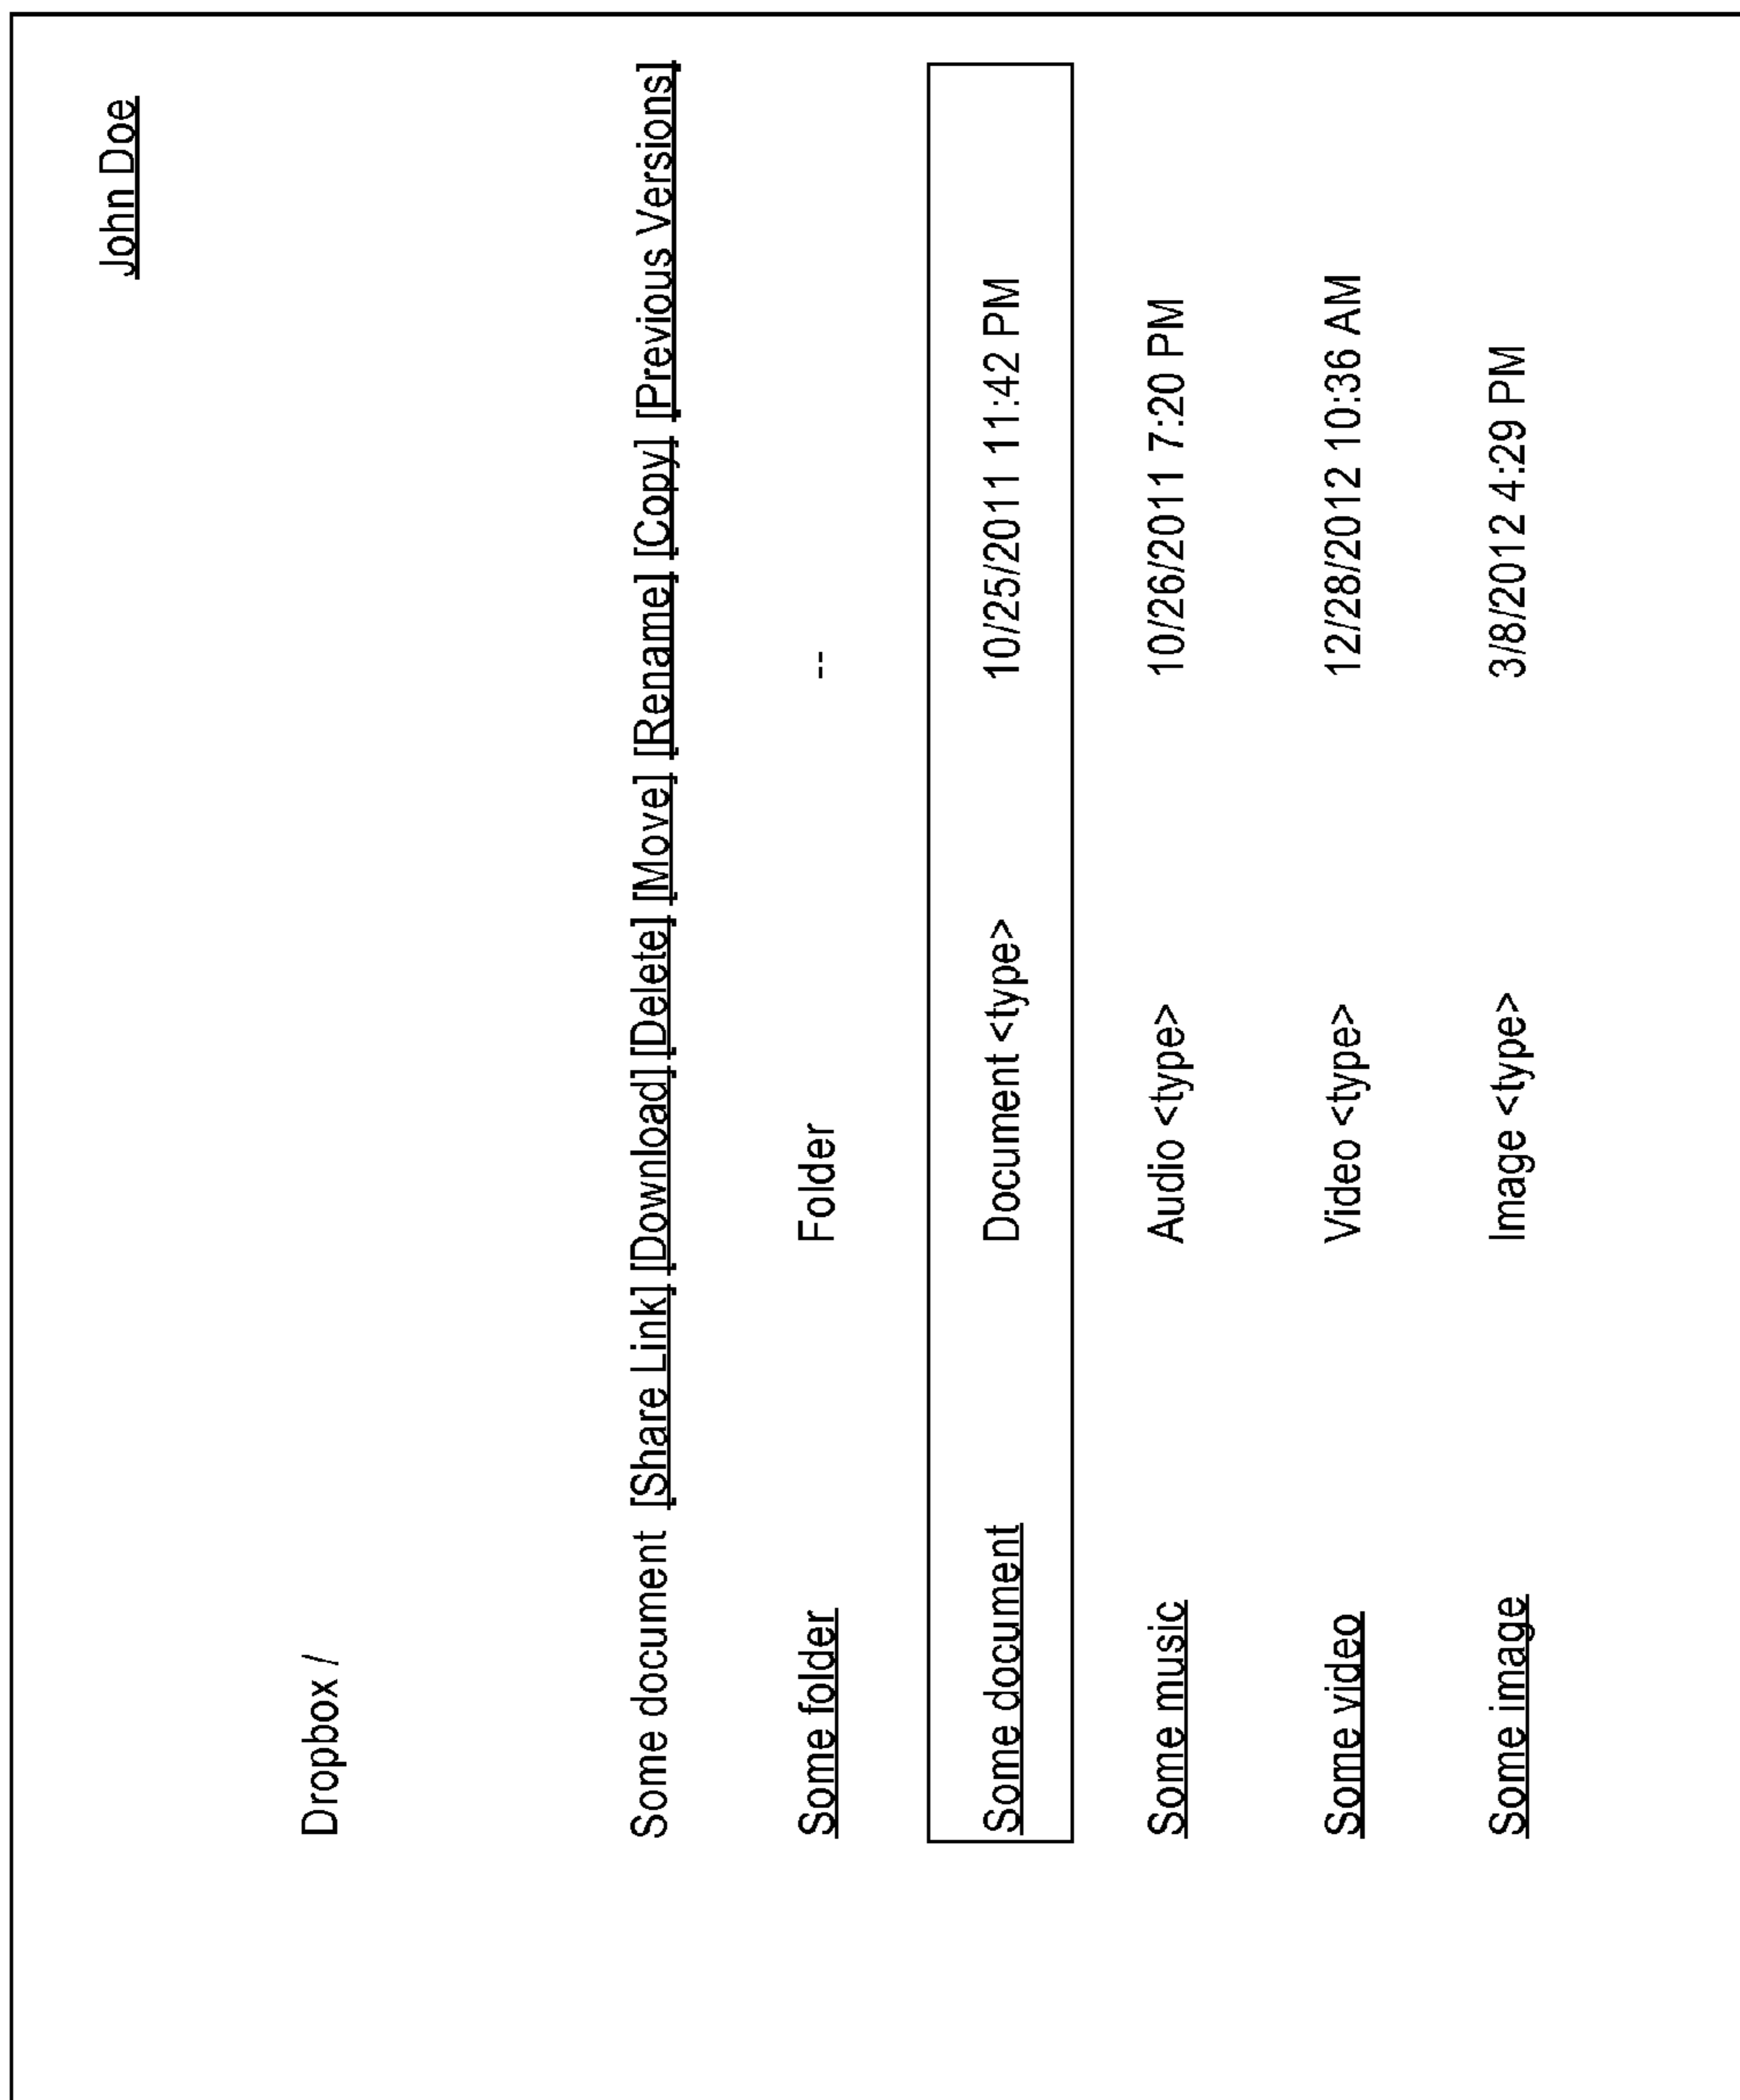 John Doe
Dropbox /
Some document [Share Link] [Download] [Delete] [Move] [Rename] [Copy] [Previous Versions]
Some folder Folder --
Some document Document <type> 10/25/2011 11:42 PM
Some music Audio <type> 10/26/2011 7:20 PM
Some video Video <type> 12/28/2012 10:36 AM
Some image Image <type> 3/8/2012 4:29 PM